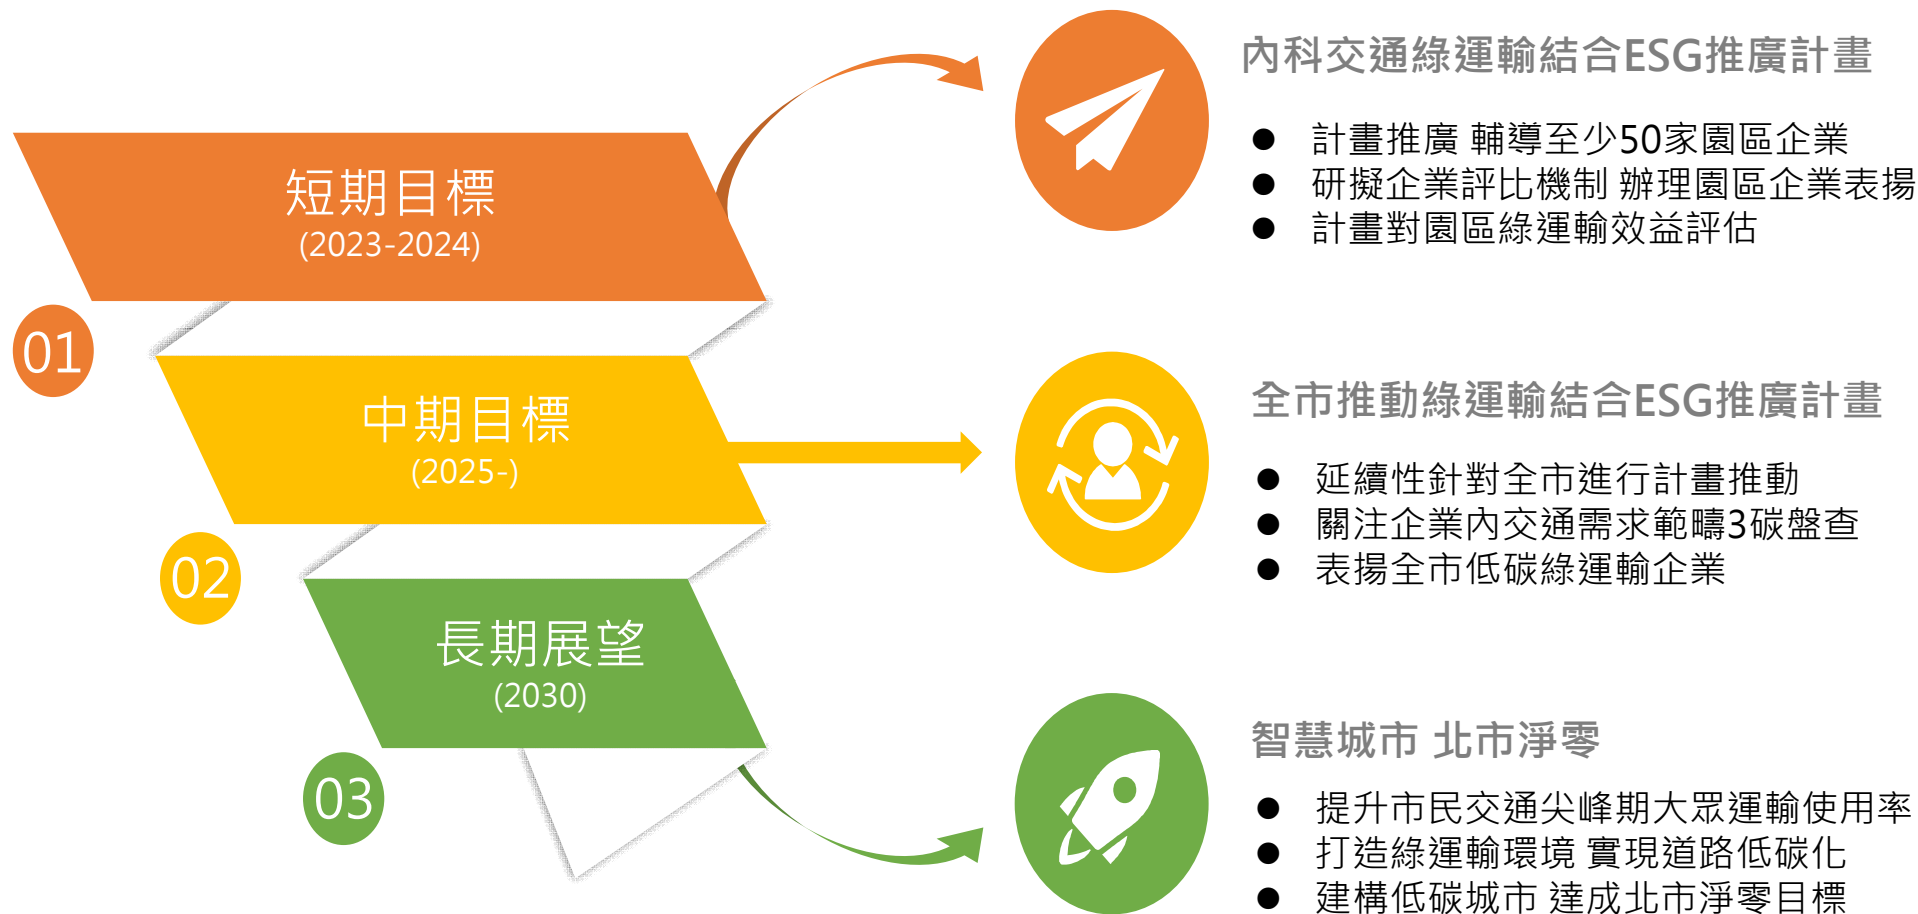 短期目標
(2023-2024)
01
內科交通綠運輸結合ESG推廣計畫
● 計畫推廣 輔導至少50家園區企業
● 研擬企業評比機制 辦理園區企業表揚
● 計畫對園區綠運輸效益評估
中期目標
(2025-)
02
全市推動綠運輸結合ESG推廣計畫
● 延續性針對全市進行計畫推動
● 關注企業內交通需求範疇3碳盤查
● 表揚全市低碳綠運輸企業
長期展望
(2030)
03
智慧城市 北市淨零
● 提升市民交通尖峰期大眾運輸使用率
● 打造綠運輸環境 實現道路低碳化
● 建構低碳城市 達成北市淨零目標